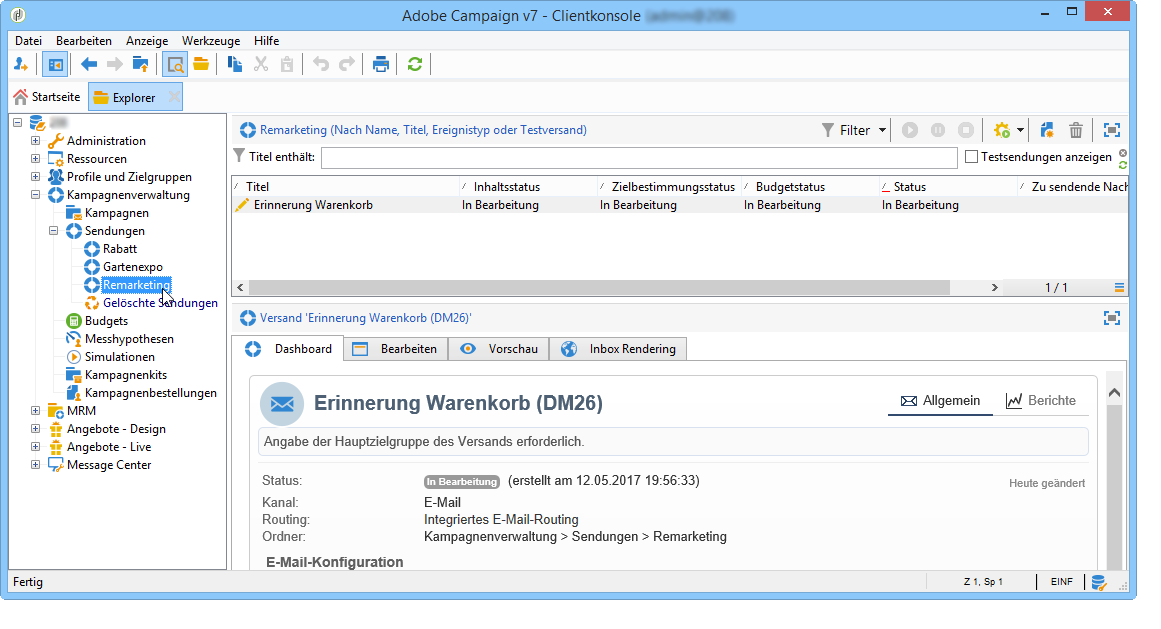 Adobe Campaign v7 - Clientkonsole
Datei Bearbeiten Anzeige Werkzeuge Hilfe
Startseite Explorer
Administration
Ressourcen
Profile und Zielgruppen
Kampagnenverwaltung
Kampagnen
Sendungen
Rabatt
Gartenexpo
Remarketing
Gelöschte Sendungen
Budgets
Messhypothesen
Simulationen
Kampagnenkits
Kampagnenbestellungen
MRM
Angebote - Design
Angebote - Live
Message Center
Remarketing (Nach Name, Titel, Ereignistyp oder Testversand) Filter
Titel enthält: Testsendungen anzeigen
Titel Inhaltsstatus Zielbestimmungsstatus Budgetstatus Status Zu sendende Nach
Erinnerung Warenkorb In Bearbeitung In Bearbeitung In Bearbeitung In Bearbeitung
1 / 1
Versand 'Erinnerung Warenkorb (DM26)'
Dashboard Bearbeiten Vorschau Inbox Rendering
Erinnerung Warenkorb (DM26) Allgemein Berichte
Angabe der Hauptzielgruppe des Versands erforderlich.
Status: In Bearbeitung (erstellt am 12.05.2017 19:56:33) Heute geändert
Kanal: E-Mail
Routing: Integriertes E-Mail-Routing
Ordner: Kampagnenverwaltung > Sendungen > Remarketing
E-Mail-Konfiguration
Fertig Z 1, Sp 1 EINF